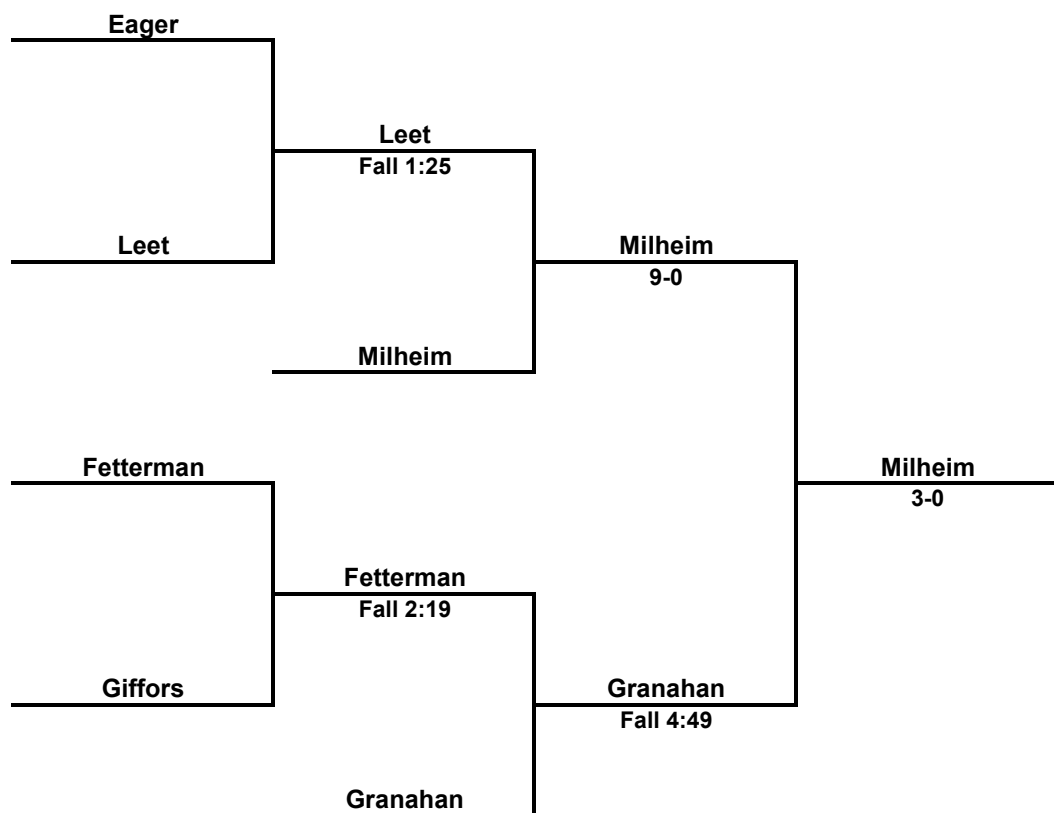 Eager
Leet
Fall 1:25
Leet
Milheim
9-0
Milheim
Fetterman
Milheim
3-0
Fetterman
Fall 2:19
Giffors
Granahan
Fall 4:49
Granahan